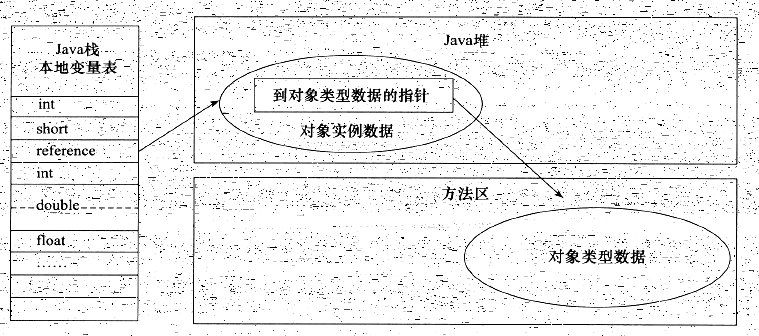 Java栈
本地变量表
int
short
reference
int
double
float
……
Java堆
到对象类型数据的指针
对象实例数据
方法区
对象类型数据